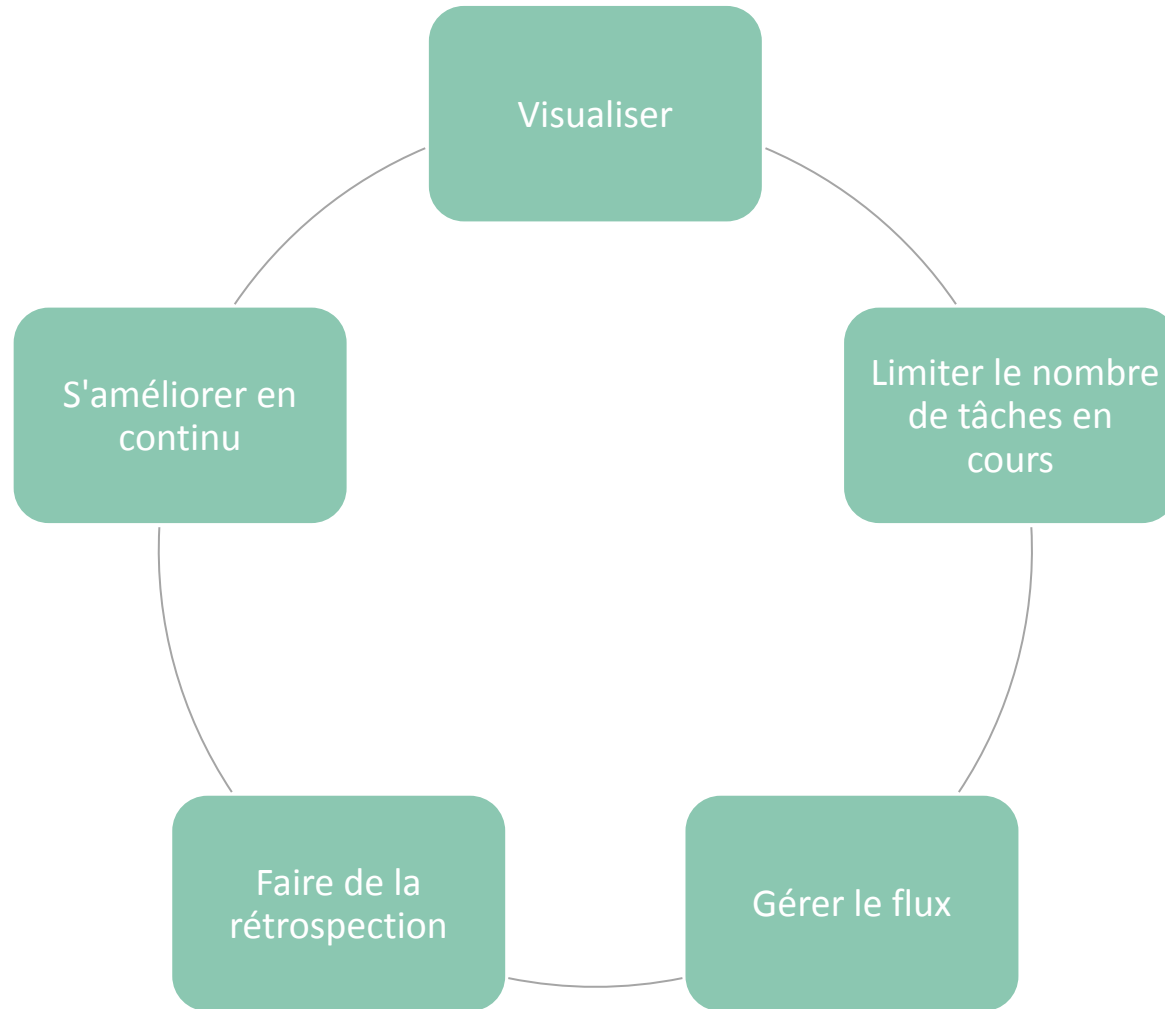 Visualiser
Limiter le nombre
de tâches en
cours
Gérer le flux
Faire de la
rétrospection
S'améliorer en
continu